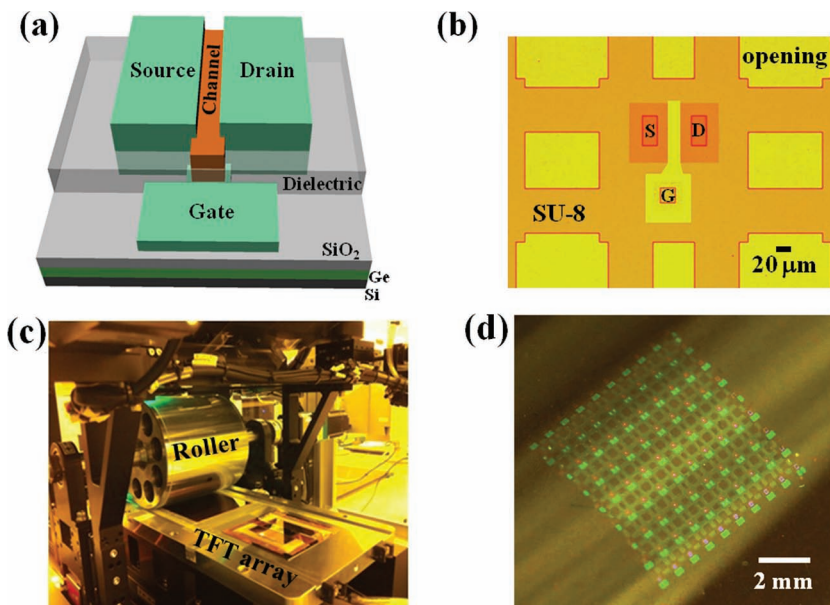 (a)
Source
Channel
Drain
Dielectric
Gate
SiO₂
Ge
Si
(b)
opening
S
D
G
SU-8
20 μm
(c)
Roller
TFT array
(d)
2 mm